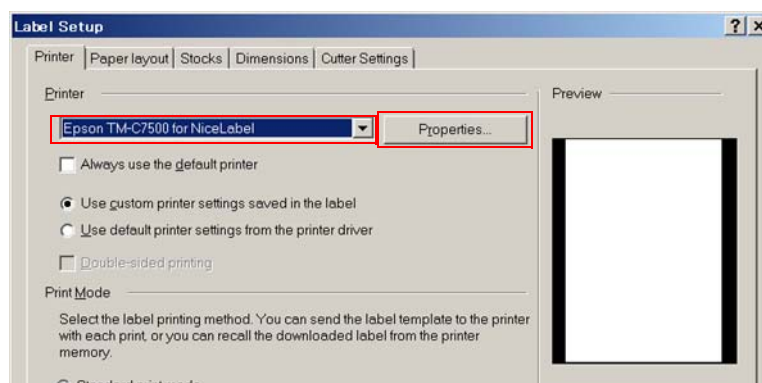 Label Setup
Printer Paper layout Stocks Dimensions Cutter Settings
Printer
Preview
Epson TM-C7500 for NiceLabel Properties...
Always use the default printer
Use custom printer settings saved in the label
Use default printer settings from the printer driver
Double-sided printing
Print Mode
Select the label printing method. You can send the label template to the printer
with each print, or you can recall the downloaded label from the printer
memory.